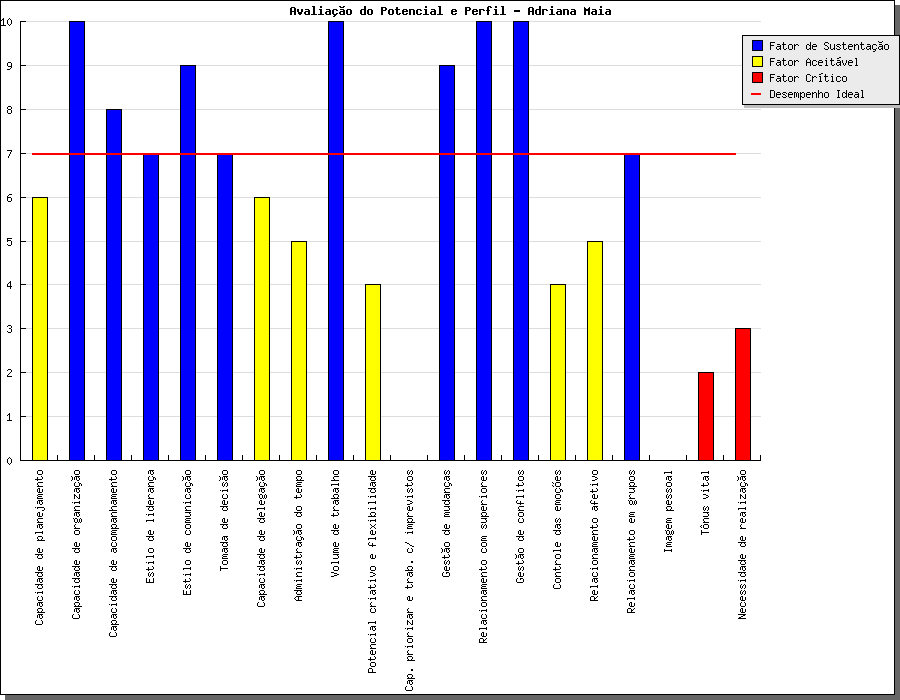 Avaliação do Potencial e Perfil - Adriana Maia
Fator de Sustentação
Fator Aceitável
Fator Crítico
Desempenho Ideal
10
9
8
7
6
5
4
3
2
1
0
Capacidade de planejamento
Capacidade de organização
Capacidade de acompanhamento
Estilo de liderança
Estilo de comunicação
Tomada de decisão
Capacidade de delegação
Administração do tempo
Volume de trabalho
Potencial criativo e flexibilidade
Cap. priorizar e trab. c/ imprevistos
Gestão de mudanças
Relacionamento com superiores
Gestão de conflitos
Controle das emoções
Relacionamento afetivo
Relacionamento em grupos
Imagem pessoal
Tônus vital
Necessidade de realização